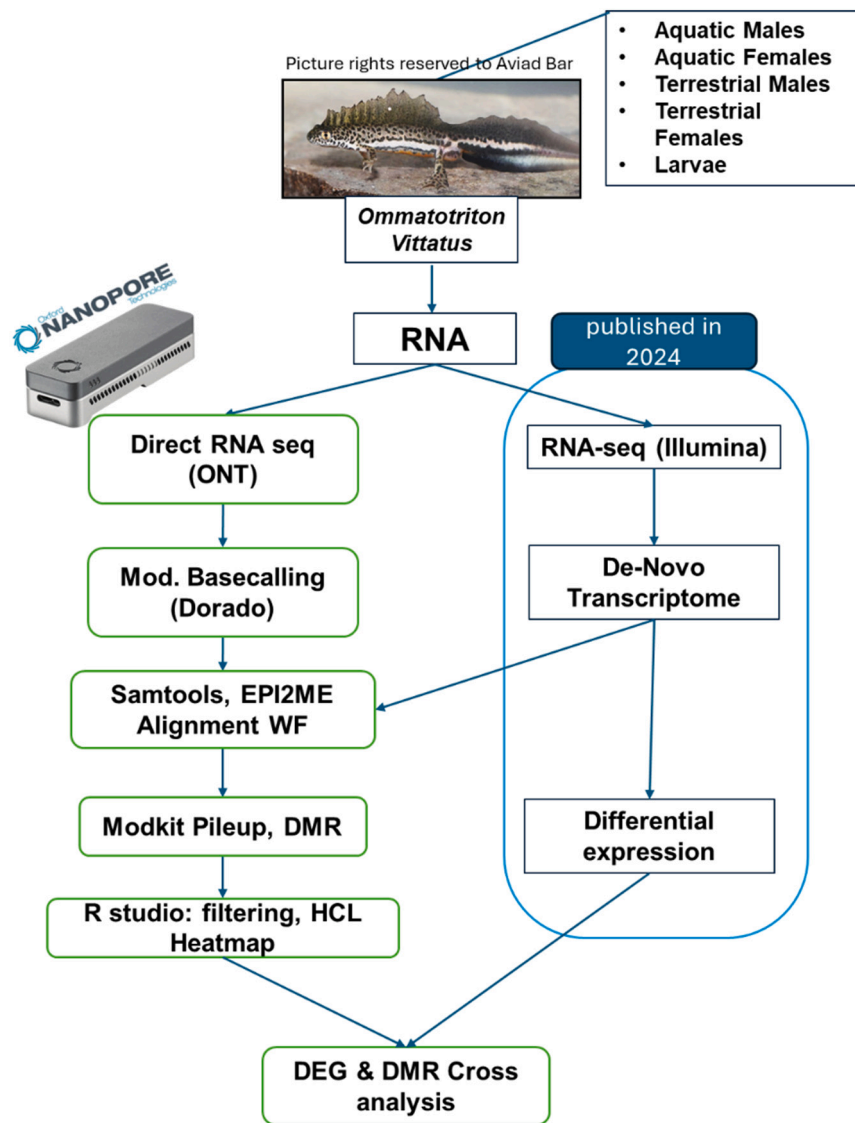 Picture rights reserved to Aviad Bar
• Aquatic Males
• Aquatic Females
• Terrestrial Males
• Terrestrial
Females
• Larvae
Ommatotriton
Vittatus
Oxford
NANOPORE
Technologies
RNA
published in
2024
Direct RNA seq
(ONT)
RNA-seq (Illumina)
Mod. Basecalling
(Dorado)
De-Novo
Transcriptome
Samtools, EPI2ME
Alignment WF
Modkit Pileup, DMR
Differential
expression
R studio: filtering, HCL
Heatmap
DEG & DMR Cross
analysis